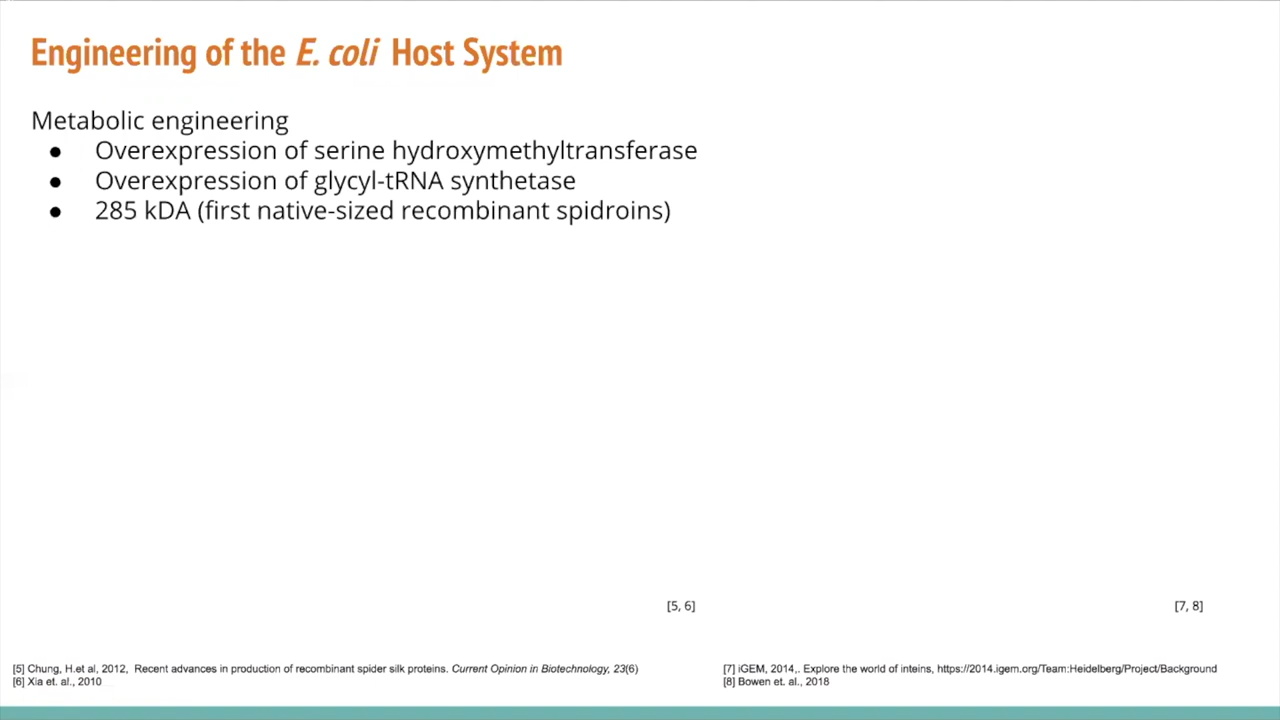 Engineering of the E. coli Host System
Metabolic engineering
● Overexpression of serine hydroxymethyltransferase
● Overexpression of glycyl-tRNA synthetase
● 285 kDA (first native-sized recombinant spidroins)
[5, 6]
[7, 8]
[5] Chung, H.et al, 2012, Recent advances in production of recombinant spider silk proteins. Current Opinion in Biotechnology, 23(6)
[6] Xia et. al., 2010
[7] iGEM, 2014,. Explore the world of inteins, https://2014.igem.org/Team:Heidelberg/Project/Background
[8] Bowen et. al., 2018